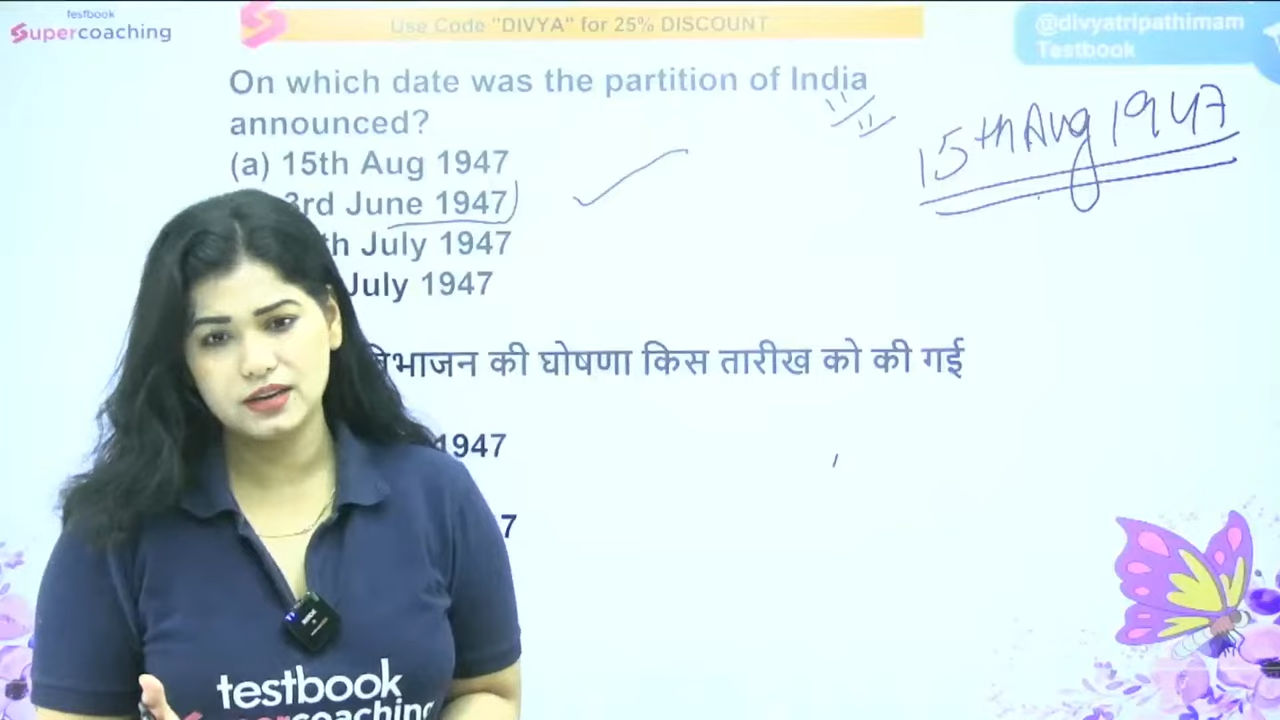 testbook
Supercoaching
Use Code "DIVYA" for 25% DISCOUNT
@divyatripathimam
Testbook
On which date was the partition of India
announced?
(a) 15th Aug 1947
3rd June 1947
th July 1947
July 1947
15th Aug 1947
विभाजन की घोषणा किस तारीख को की गई
1947
7
testbook
Supercoaching